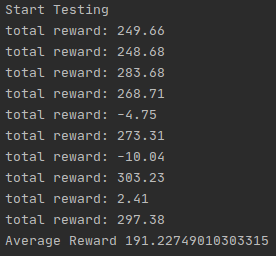 Start Testing
total reward: 249.66
total reward: 248.68
total reward: 283.68
total reward: 268.71
total reward: -4.75
total reward: 273.31
total reward: -10.04
total reward: 303.23
total reward: 2.41
total reward: 297.38
Average Reward 191.22749010303315